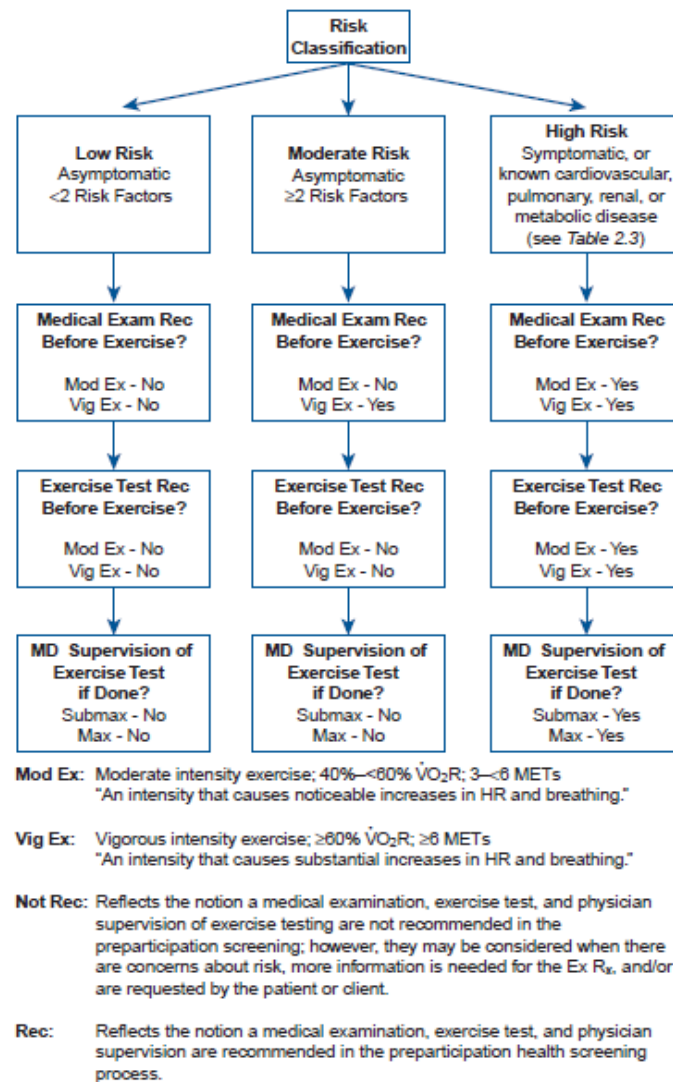 Risk
Classification
Low Risk
Asymptomatic
<2 Risk Factors
Moderate Risk
Asymptomatic
≥2 Risk Factors
High Risk
Symptomatic, or
known cardiovascular,
pulmonary, renal, or
metabolic disease
(see Table 2.3)
Medical Exam Rec
Before Exercise?
Mod Ex - No
Vig Ex - No
Medical Exam Rec
Before Exercise?
Mod Ex - No
Vig Ex - Yes
Medical Exam Rec
Before Exercise?
Mod Ex - Yes
Vig Ex - Yes
Exercise Test Rec
Before Exercise?
Mod Ex - No
Vig Ex - No
Exercise Test Rec
Before Exercise?
Mod Ex - No
Vig Ex - No
Exercise Test Rec
Before Exercise?
Mod Ex - Yes
Vig Ex - Yes
MD Supervision of
Exercise Test
if Done?
Submax - No
Max - No
MD Supervision of
Exercise Test
if Done?
Submax - No
Max - No
MD Supervision of
Exercise Test
if Done?
Submax - Yes
Max - Yes
Mod Ex: Moderate intensity exercise; 40%–<60% V̇O₂R; 3–<6 METs
"An intensity that causes noticeable increases in HR and breathing."
Vig Ex: Vigorous intensity exercise; ≥60% V̇O₂R; ≥6 METs
"An intensity that causes substantial increases in HR and breathing."
Not Rec: Reflects the notion a medical examination, exercise test, and physician
supervision of exercise testing are not recommended in the
preparticipation screening; however, they may be considered when there
are concerns about risk, more information is needed for the Ex Rₓ, and/or
are requested by the patient or client.
Rec: Reflects the notion a medical examination, exercise test, and physician
supervision are recommended in the preparticipation health screening
process.